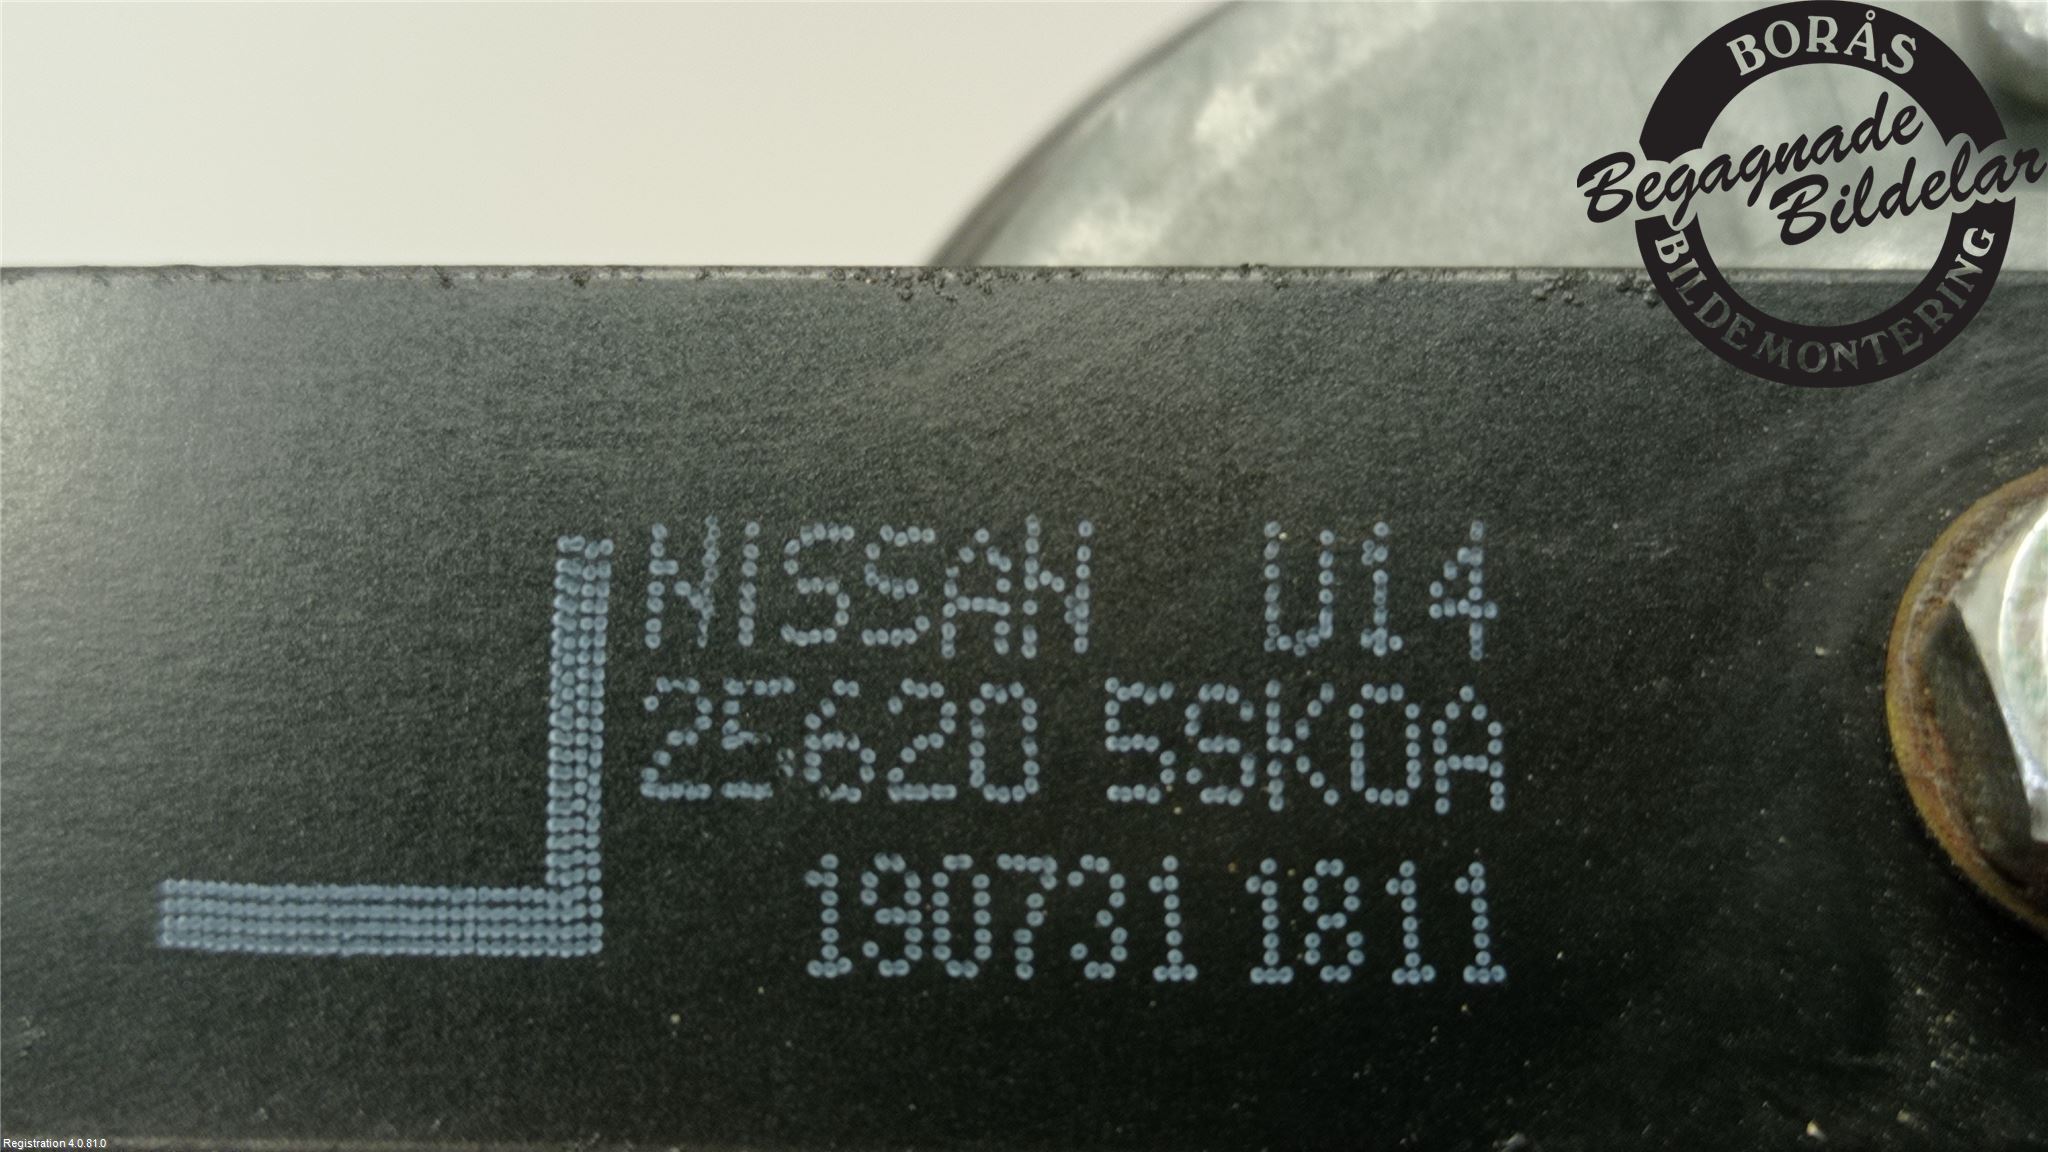 BORÅS
Begagnade
Bildelar
BILDEMONTERING
NISSAN U14
25620 5SK0A
190731 1811
Registration 4.0.81.0